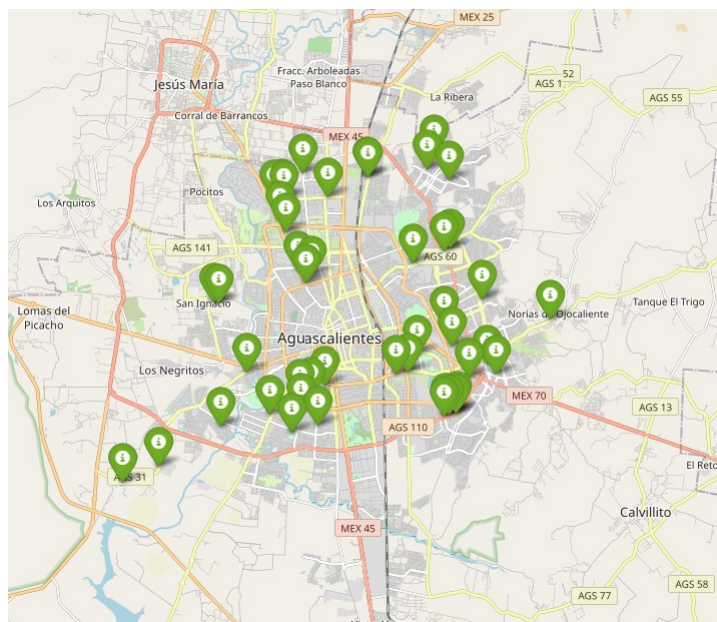 MEX 25
Fracc. Arboleadas
Paso Blanco
52
AGS 1
Jesús María
La Ribera
AGS 55
Corral de Barrancos
MEX 45
Pocitos
Los Arquitos
AGS 141
AGS 60
San Ignacio
Tanque El Trigo
Lomas del
Picacho
Norias de Ojocaliente
Aguascalientes
Los Negritos
MEX 70
AGS 13
AGS 110
El Reto
AGS 31
Calvillito
MEX 45
AGS 58
AGS 77